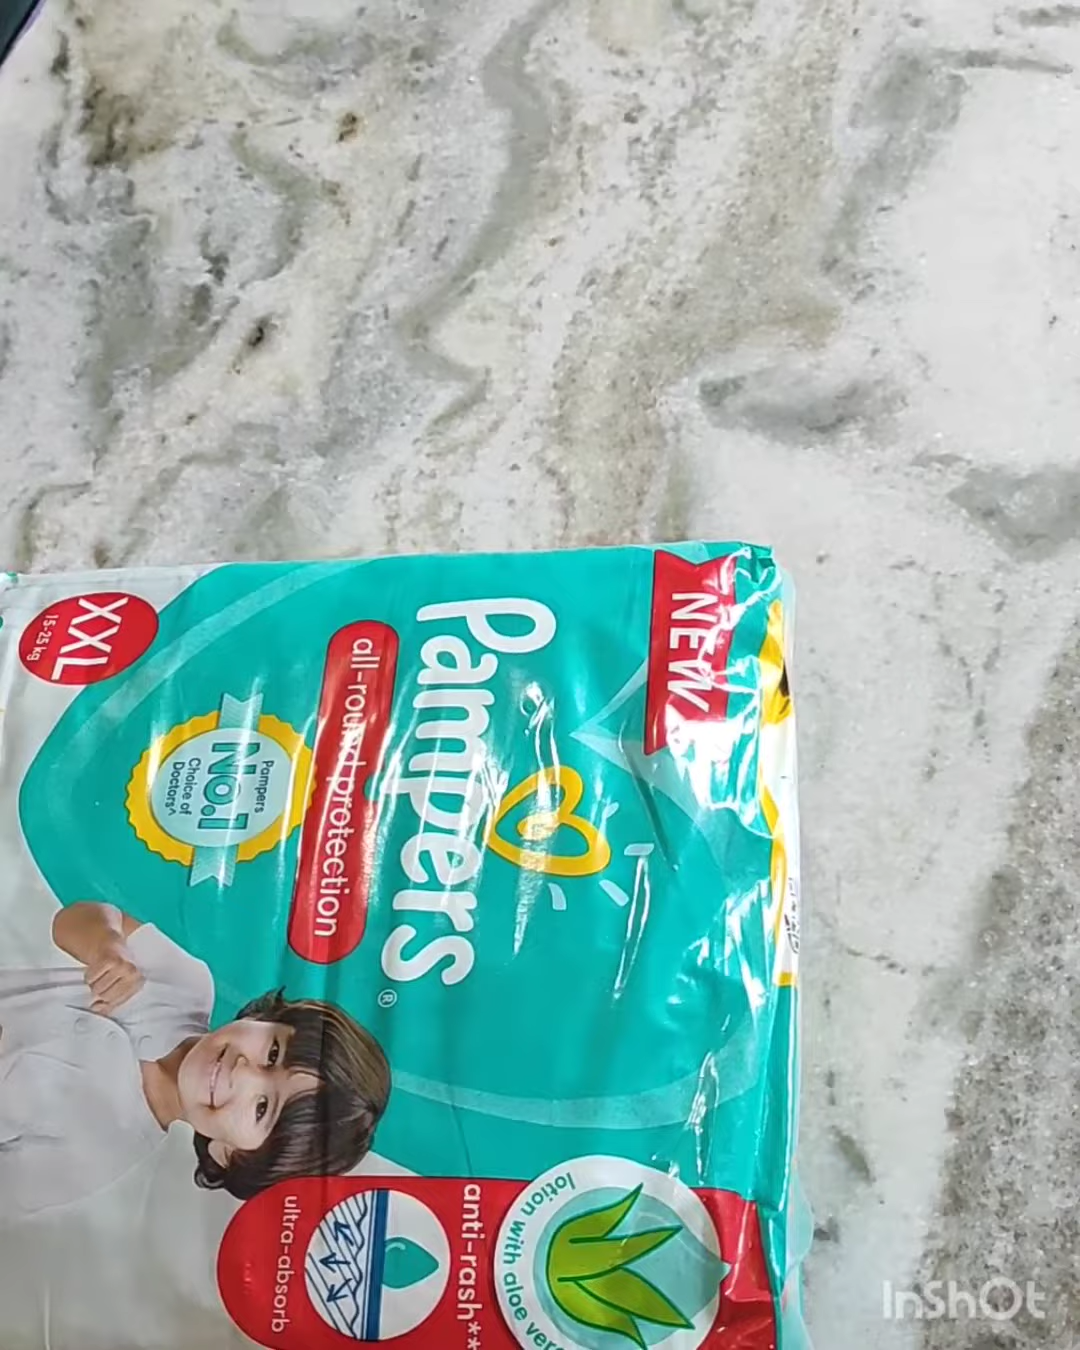 NEW
Pampers®
all-round protection
Pampers
No.1
Choice of
Doctors^
XXL
15-25 kg
lotion with aloe vera
anti-rash**
ultra-absorb
InShOt